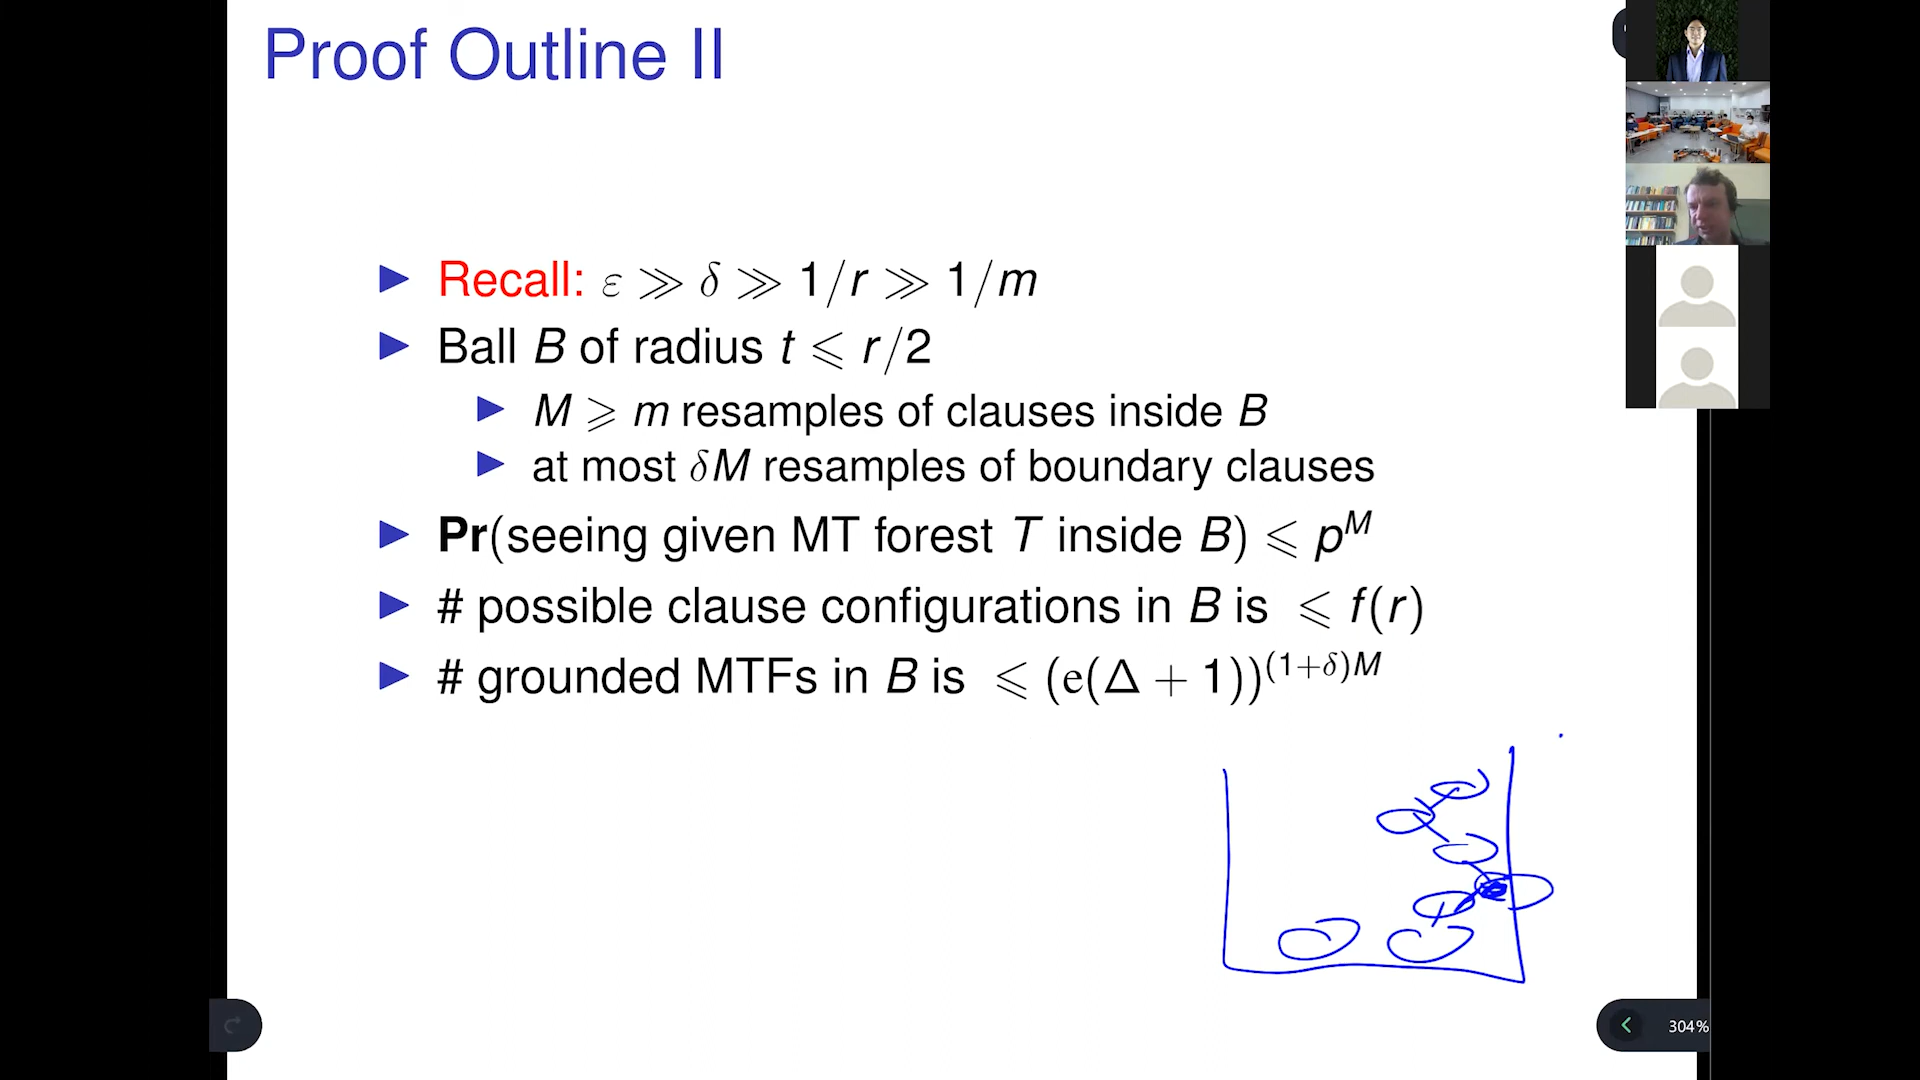 Proof Outline II
Recall: ε ≫ δ ≫ 1/r ≫ 1/m
Ball B of radius t ⩽ r/2
M ⩾ m resamples of clauses inside B
at most δM resamples of boundary clauses
Pr(seeing given MT forest T inside B) ⩽ p^M
# possible clause configurations in B is ⩽ f(r)
# grounded MTFs in B is ⩽ (e(Δ + 1))^(1+δ)M
304%